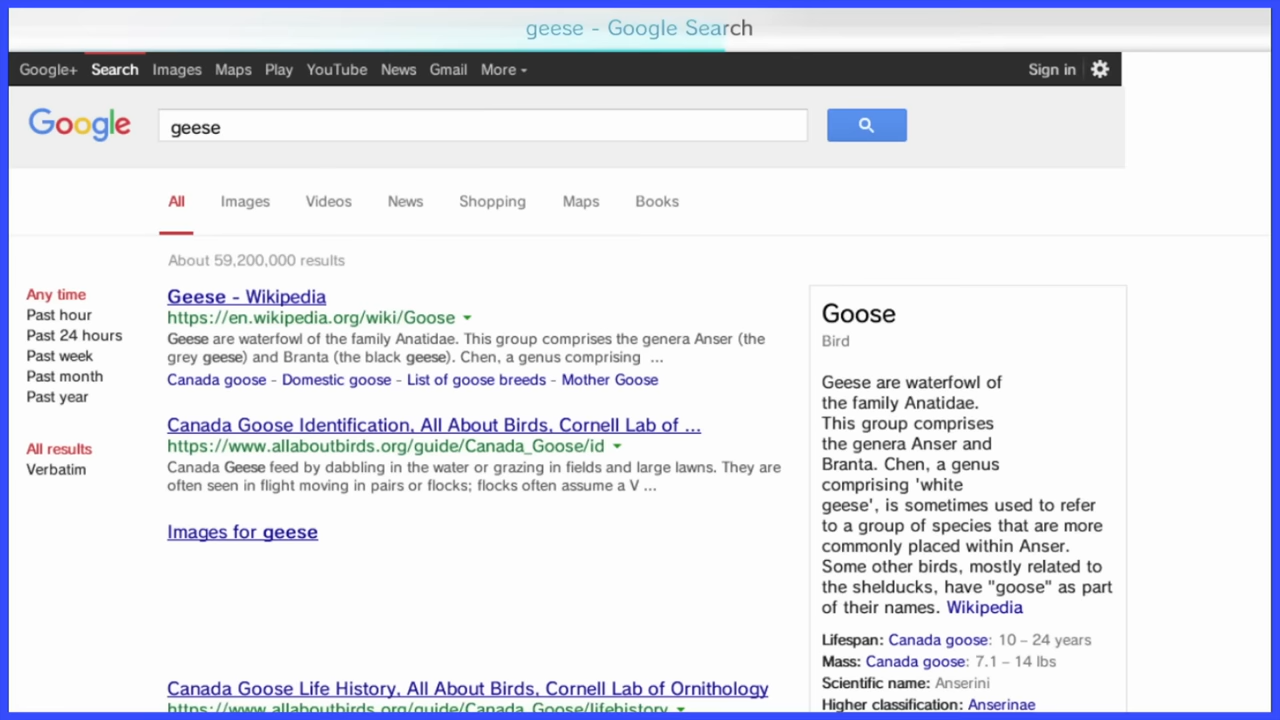 geese - Google Search
Google+ Search Images Maps Play YouTube News Gmail More Sign in
Google geese
All Images Videos News Shopping Maps Books
About 59,200,000 results
Any time
Past hour
Past 24 hours
Past week
Past month
Past year
All results
Verbatim
Geese - Wikipedia
https://en.wikipedia.org/wiki/Goose
Geese are waterfowl of the family Anatidae. This group comprises the genera Anser (the
grey geese) and Branta (the black geese). Chen, a genus comprising ...
Canada goose - Domestic goose - List of goose breeds - Mother Goose
Canada Goose Identification, All About Birds, Cornell Lab of ...
https://www.allaboutbirds.org/guide/Canada_Goose/id
Canada Geese feed by dabbling in the water or grazing in fields and large lawns. They are
often seen in flight moving in pairs or flocks; flocks often assume a V ...
Images for geese
Canada Goose Life History, All About Birds, Cornell Lab of Ornithology
https://www.allaboutbirds.org/guide/Canada_Goose/lifehistory
Goose
Bird
Geese are waterfowl of
the family Anatidae.
This group comprises
the genera Anser and
Branta. Chen, a genus
comprising 'white
geese', is sometimes used to refer
to a group of species that are more
commonly placed within Anser.
Some other birds, mostly related to
the shelducks, have "goose" as part
of their names. Wikipedia
Lifespan: Canada goose: 10 – 24 years
Mass: Canada goose: 7.1 – 14 lbs
Scientific name: Anserini
Higher classification: Anserinae